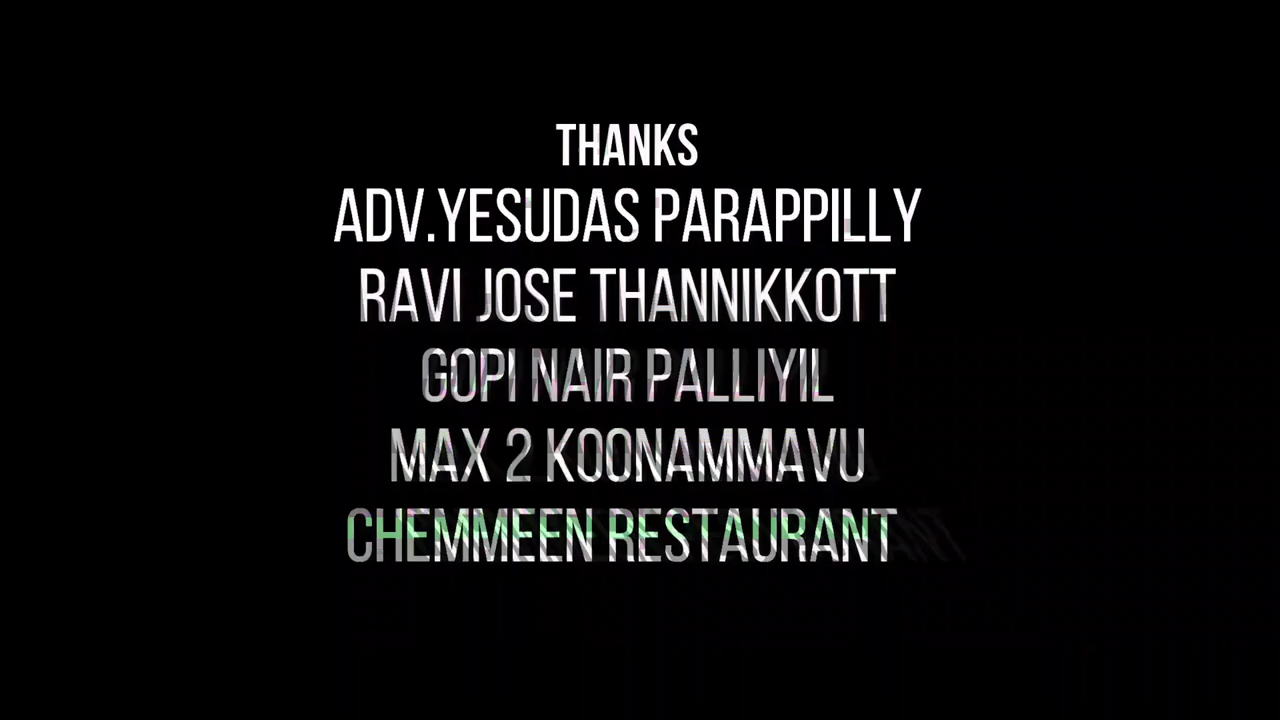 THANKS
ADV.YESUDAS PARAPPILLY
RAVI JOSE THANNIKKOTT
GOPI NAIR PALLIYIL
MAX 2 KOONAMMAVU
CHEMMEEN RESTAURANT